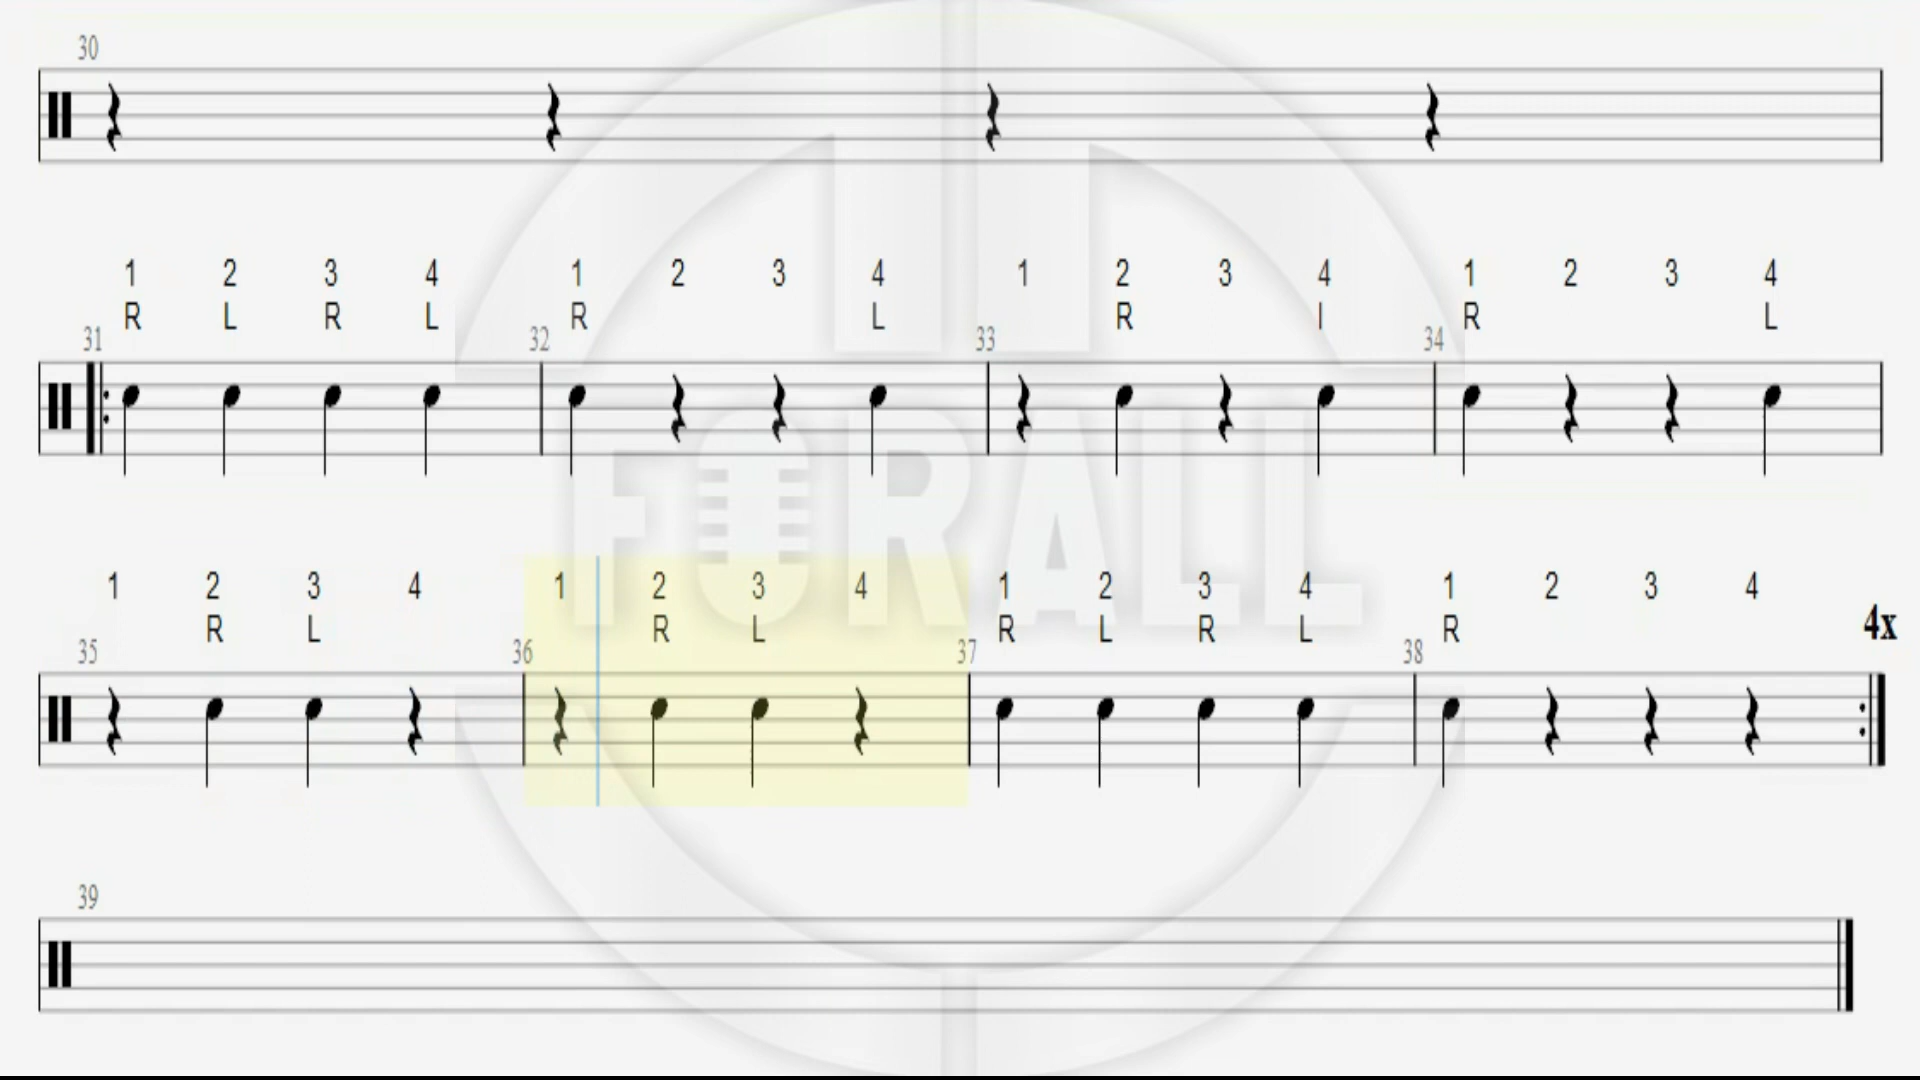 30
1 2 3 4 1 2 3 4 1 2 3 4 1 2 3 4
R L R L R L R I R L
31 32 33 34
FORALL
1 2 3 4 1 2 3 4 1 2 3 4 1 2 3 4
R L R L R L R L R 4x
35 36 37 38
39